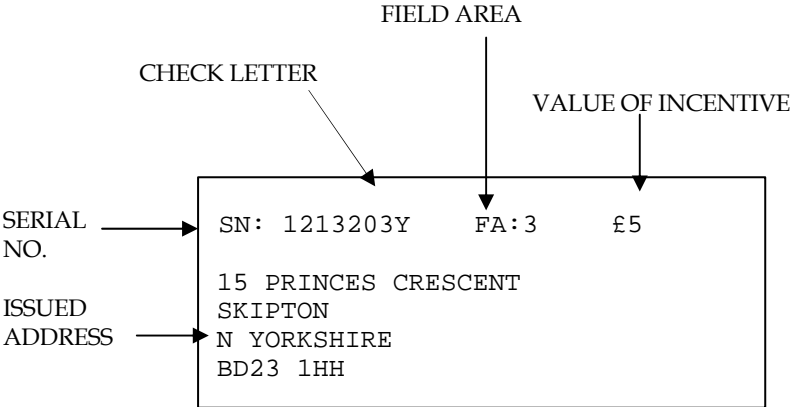 FIELD AREA
CHECK LETTER
VALUE OF INCENTIVE
SERIAL
NO.
SN: 1213203Y FA:3 £5
15 PRINCES CRESCENT
SKIPTON
ISSUED
ADDRESS
N YORKSHIRE
BD23 1HH